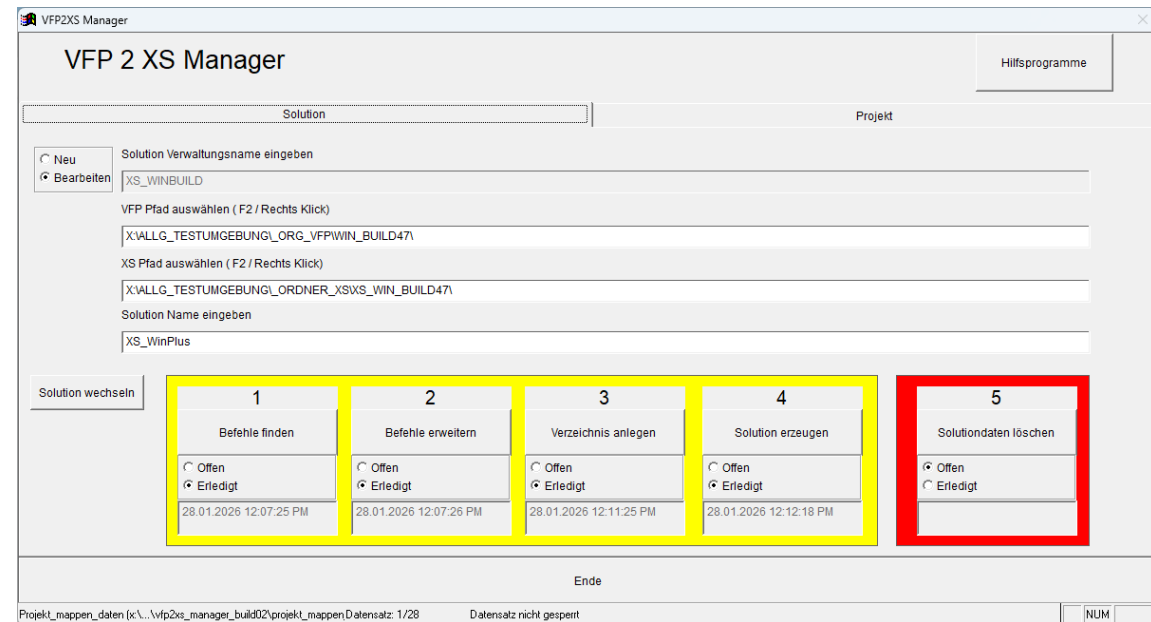 VFP2XS Manager
VFP 2 XS Manager
Hilfsprogramme
Solution
Projekt
Neu
Bearbeiten
Solution Verwaltungsname eingeben
XS_WINBUILD
VFP Pfad auswählen ( F2 / Rechts Klick)
X:\ALLG_TESTUMGEBUNG\_ORG_VFP\WIN_BUILD47\
XS Pfad auswählen ( F2 / Rechts Klick)
X:\ALLG_TESTUMGEBUNG\_ORDNER_XS\XS_WIN_BUILD47\
Solution Name eingeben
XS_WinPlus
Solution wechseln
1
Befehle finden
Offen
Erledigt
28.01.2026 12:07:25 PM
2
Befehle erweitern
Offen
Erledigt
28.01.2026 12:07:26 PM
3
Verzeichnis anlegen
Offen
Erledigt
28.01.2026 12:11:25 PM
4
Solution erzeugen
Offen
Erledigt
28.01.2026 12:12:18 PM
5
Solutiondaten löschen
Offen
Erledigt
Ende
Projekt_mappen_daten (x:\...\vfp2xs_manager_build02\projekt_mappen Datensatz: 1/28 Datensatz nicht gesperrt NUM